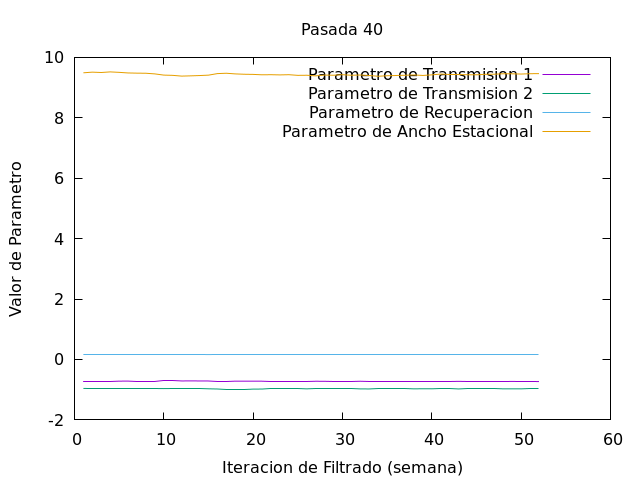 Pasada 40
10
8
6
4
2
0
-2
Valor de Parametro
Parametro de Transmision 1
Parametro de Transmision 2
Parametro de Recuperacion
Parametro de Ancho Estacional
0 10 20 30 40 50 60
Iteracion de Filtrado (semana)